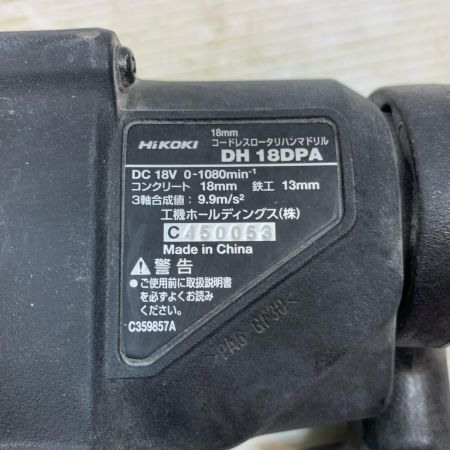 HiKOKI
18mm
コードレスロータリハンマドリル
DH 18DPA
DC 18V 0-1080min⁻¹
コンクリート 18mm 鉄工 13mm
3軸合成値: 9.9m/s²
工機ホールディングス(株)
C450053
Made in China
警告
●ご使用前に取扱説明書
を必ずよくお読み
ください。
C359857A
>PA6-GF30<